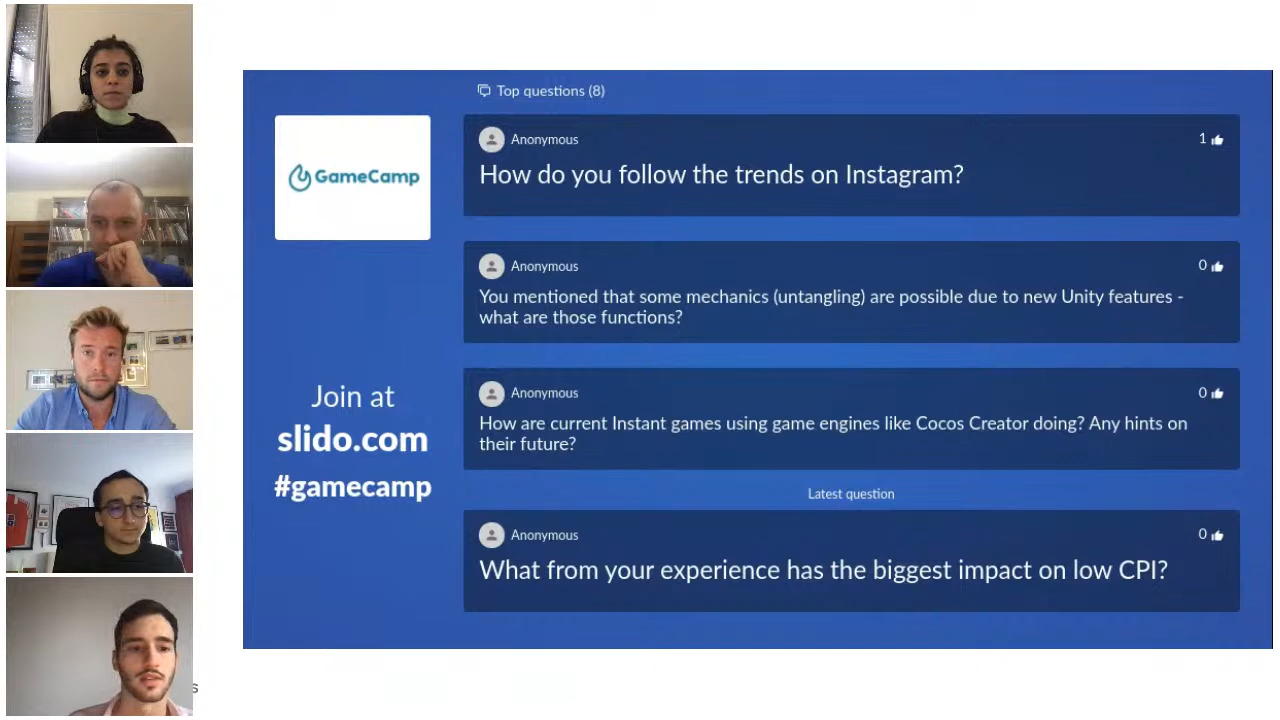 Top questions (8)
GameCamp
Anonymous
1
How do you follow the trends on Instagram?
Anonymous
0
You mentioned that some mechanics (untangling) are possible due to new Unity features -
what are those functions?
Join at
slido.com
#gamecamp
Anonymous
0
How are current Instant games using game engines like Cocos Creator doing? Any hints on
their future?
Latest question
Anonymous
0
What from your experience has the biggest impact on low CPI?
s